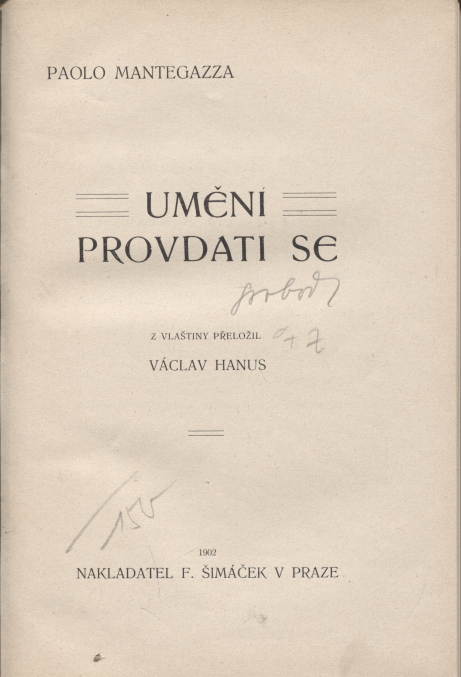 PAOLO MANTEGAZZA
UMĚNÍ
PROVDATI SE
Z VLAŠTINY PŘELOŽIL
VÁCLAV HANUS
1902
NAKLADATEL F. ŠIMÁČEK V PRAZE